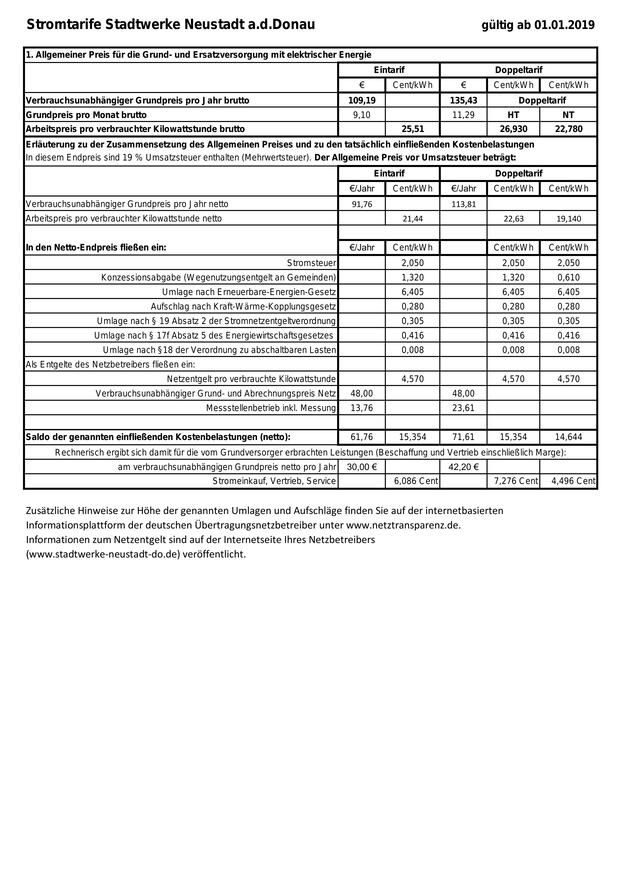 Stromtarife Stadtwerke Neustadt a.d.Donau gültig ab 01.01.2019
1. Allgemeiner Preis für die Grund- und Ersatzversorgung mit elektrischer Energie
Eintarif Doppeltarif
€ Cent/kWh € Cent/kWh Cent/kWh
Verbrauchsunabhängiger Grundpreis pro Jahr brutto 109,19 135,43 Doppeltarif
Grundpreis pro Monat brutto 9,10 11,29 HT NT
Arbeitspreis pro verbrauchter Kilowattstunde brutto 25,51 26,930 22,780
Erläuterung zu der Zusammensetzung des Allgemeinen Preises und zu den tatsächlich einfließenden Kostenbelastungen
In diesem Endpreis sind 19 % Umsatzsteuer enthalten (Mehrwertsteuer). Der Allgemeine Preis vor Umsatzsteuer beträgt:
Eintarif Doppeltarif
€/Jahr Cent/kWh €/Jahr Cent/kWh Cent/kWh
Verbrauchsunabhängiger Grundpreis pro Jahr netto 91,76 113,81
Arbeitspreis pro verbrauchter Kilowattstunde netto 21,44 22,63 19,140
In den Netto-Endpreis fließen ein: €/Jahr Cent/kWh Cent/kWh Cent/kWh
Stromsteuer 2,050 2,050 2,050
Konzessionsabgabe (Wegenutzungsentgelt an Gemeinden) 1,320 1,320 0,610
Umlage nach Erneuerbare-Energien-Gesetz 6,405 6,405 6,405
Aufschlag nach Kraft-Wärme-Kopplungsgesetz 0,280 0,280 0,280
Umlage nach § 19 Absatz 2 der Stromnetzentgeltverordnung 0,305 0,305 0,305
Umlage nach § 17f Absatz 5 des Energiewirtschaftsgesetzes 0,416 0,416 0,416
Umlage nach §18 der Verordnung zu abschaltbaren Lasten 0,008 0,008 0,008
Als Entgelte des Netzbetreibers fließen ein:
Netzentgelt pro verbrauchte Kilowattstunde 4,570 4,570 4,570
Verbrauchsunabhängiger Grund- und Abrechnungspreis Netz 48,00 48,00
Messstellenbetrieb inkl. Messung 13,76 23,61
Saldo der genannten einfließenden Kostenbelastungen (netto): 61,76 15,354 71,61 15,354 14,644
Rechnerisch ergibt sich damit für die vom Grundversorger erbrachten Leistungen (Beschaffung und Vertrieb einschließlich Marge):
am verbrauchsunabhängigen Grundpreis netto pro Jahr 30,00 € 42,20 €
Stromeinkauf, Vertrieb, Service 6,086 Cent 7,276 Cent 4,496 Cent
Zusätzliche Hinweise zur Höhe der genannten Umlagen und Aufschläge finden Sie auf der internetbasierten
Informationsplattform der deutschen Übertragungsnetzbetreiber unter www.netztransparenz.de.
Informationen zum Netzentgelt sind auf der Internetseite Ihres Netzbetreibers
(www.stadtwerke-neustadt-do.de) veröffentlicht.